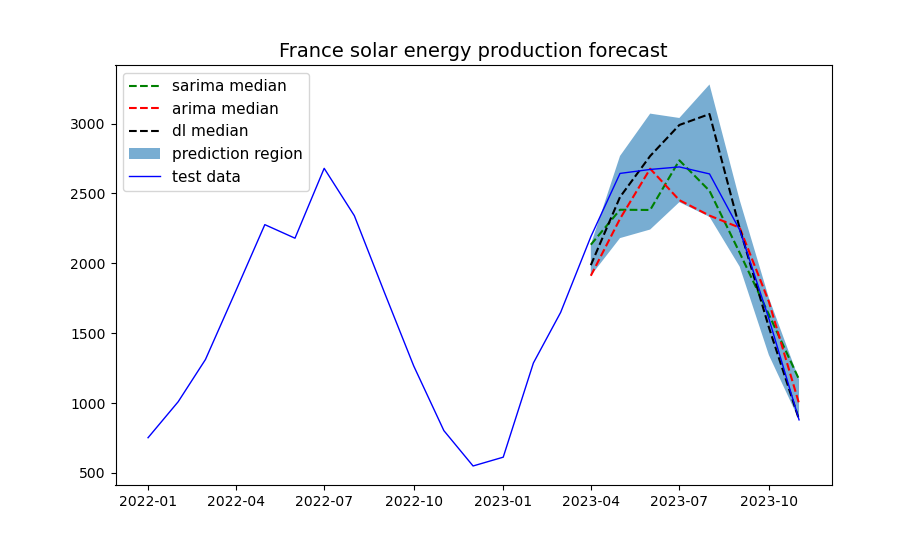 France solar energy production forecast
sarima median
arima median
dl median
prediction region
test data
3000
2500
2000
1500
1000
500
2022-01 2022-04 2022-07 2022-10 2023-01 2023-04 2023-07 2023-10